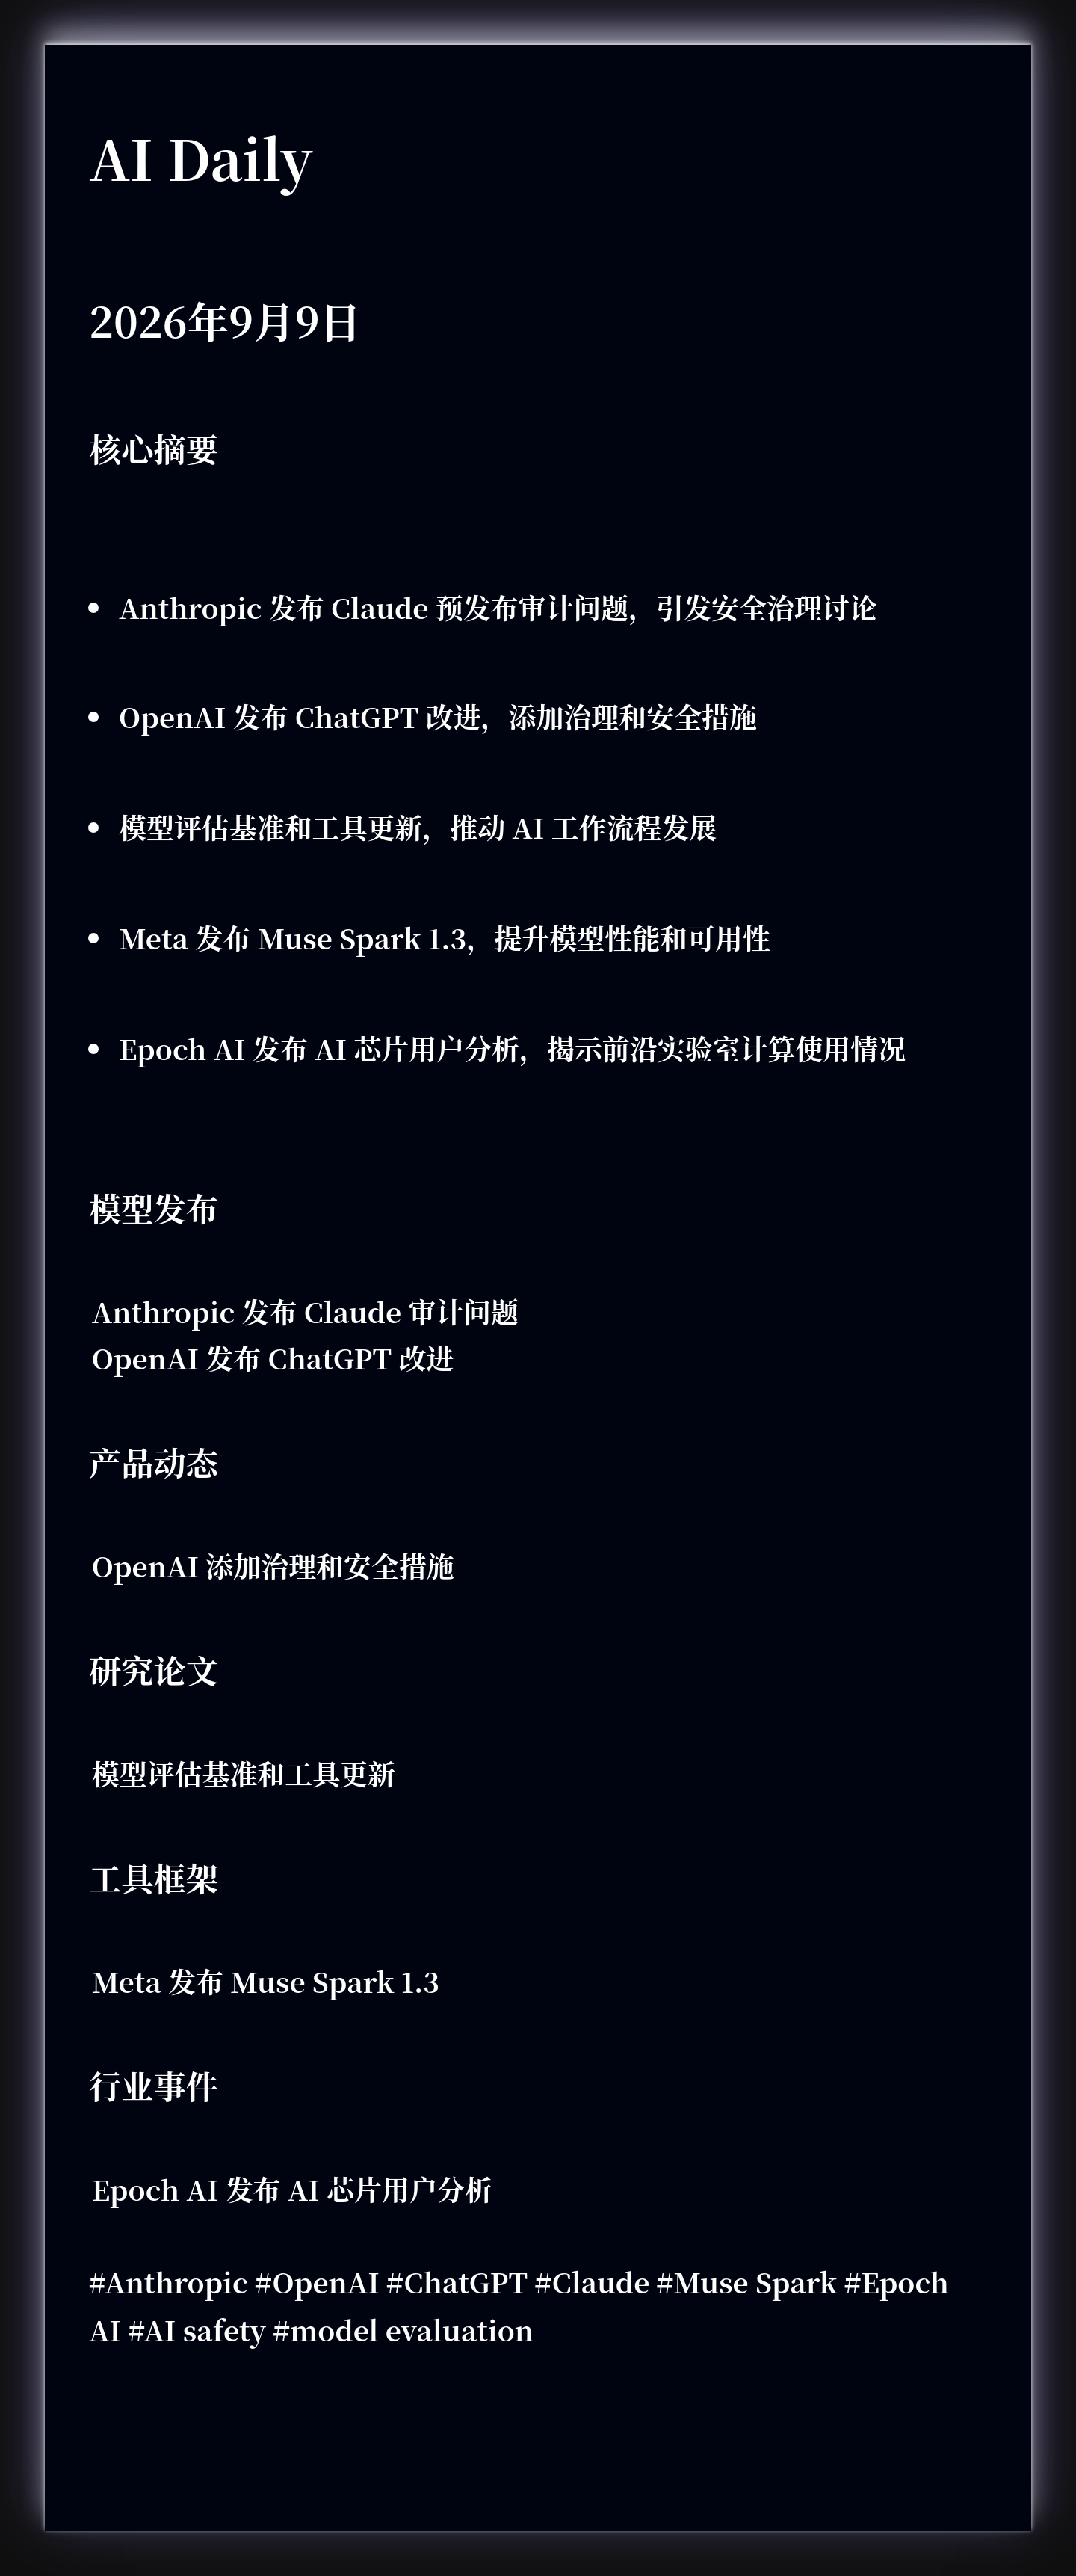 AI Daily
2026年9月9日
核心摘要
• Anthropic 发布 Claude 预发布审计问题，引发安全治理讨论
• OpenAI 发布 ChatGPT 改进，添加治理和安全措施
• 模型评估基准和工具更新，推动 AI 工作流程发展
• Meta 发布 Muse Spark 1.3，提升模型性能和可用性
• Epoch AI 发布 AI 芯片用户分析，揭示前沿实验室计算使用情况
模型发布
Anthropic 发布 Claude 审计问题
OpenAI 发布 ChatGPT 改进
产品动态
OpenAI 添加治理和安全措施
研究论文
模型评估基准和工具更新
工具框架
Meta 发布 Muse Spark 1.3
行业事件
Epoch AI 发布 AI 芯片用户分析
#Anthropic #OpenAI #ChatGPT #Claude #Muse Spark #Epoch
AI #AI safety #model evaluation